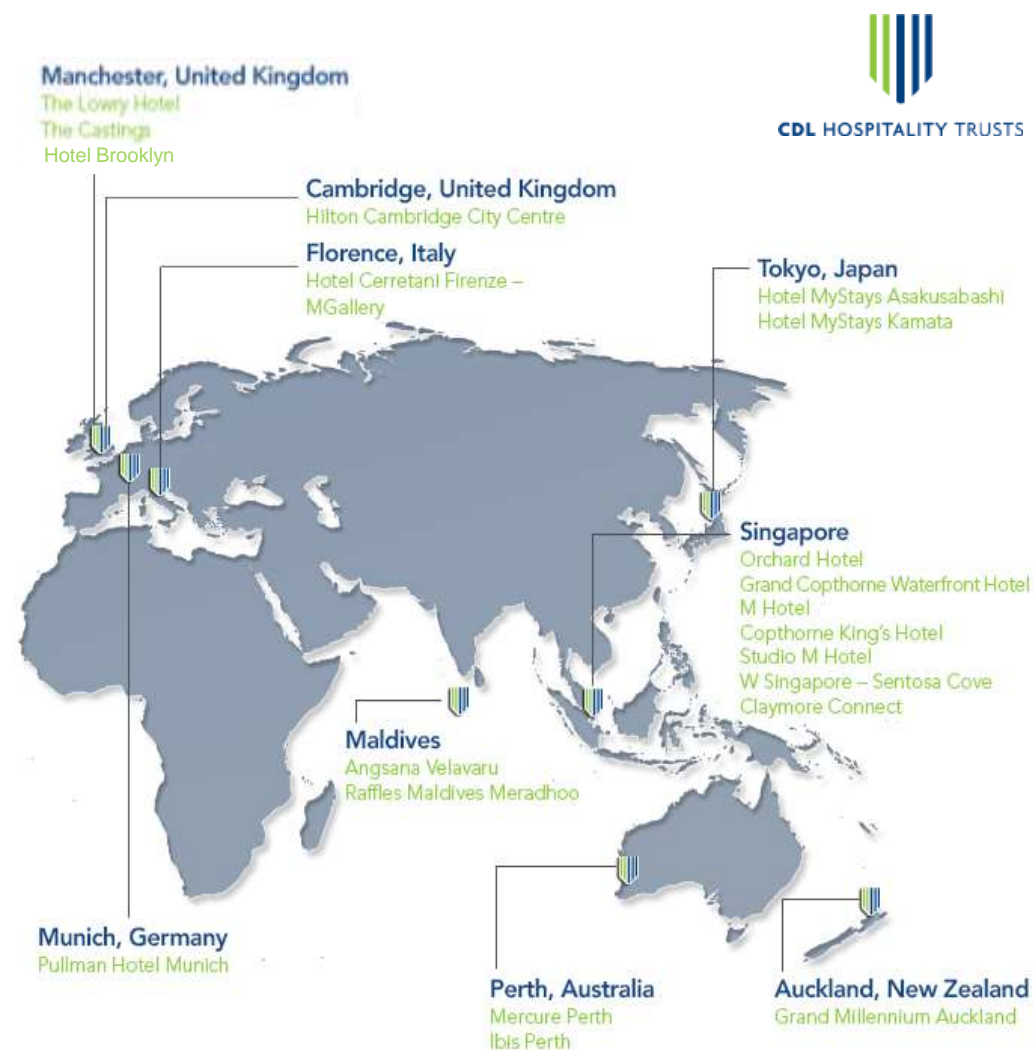 CDL HOSPITALITY TRUSTS
Manchester, United Kingdom
The Lowry Hotel
The Castings
Hotel Brooklyn
Cambridge, United Kingdom
Hilton Cambridge City Centre
Florence, Italy
Hotel Cerretani Firenze –
MGallery
Tokyo, Japan
Hotel MyStays Asakusabashi
Hotel MyStays Kamata
Singapore
Orchard Hotel
Grand Copthorne Waterfront Hotel
M Hotel
Copthorne King's Hotel
Studio M Hotel
W Singapore – Sentosa Cove
Claymore Connect
Maldives
Angsana Velavaru
Raffles Maldives Meradhoo
Munich, Germany
Pullman Hotel Munich
Perth, Australia
Mercure Perth
Ibis Perth
Auckland, New Zealand
Grand Millennium Auckland